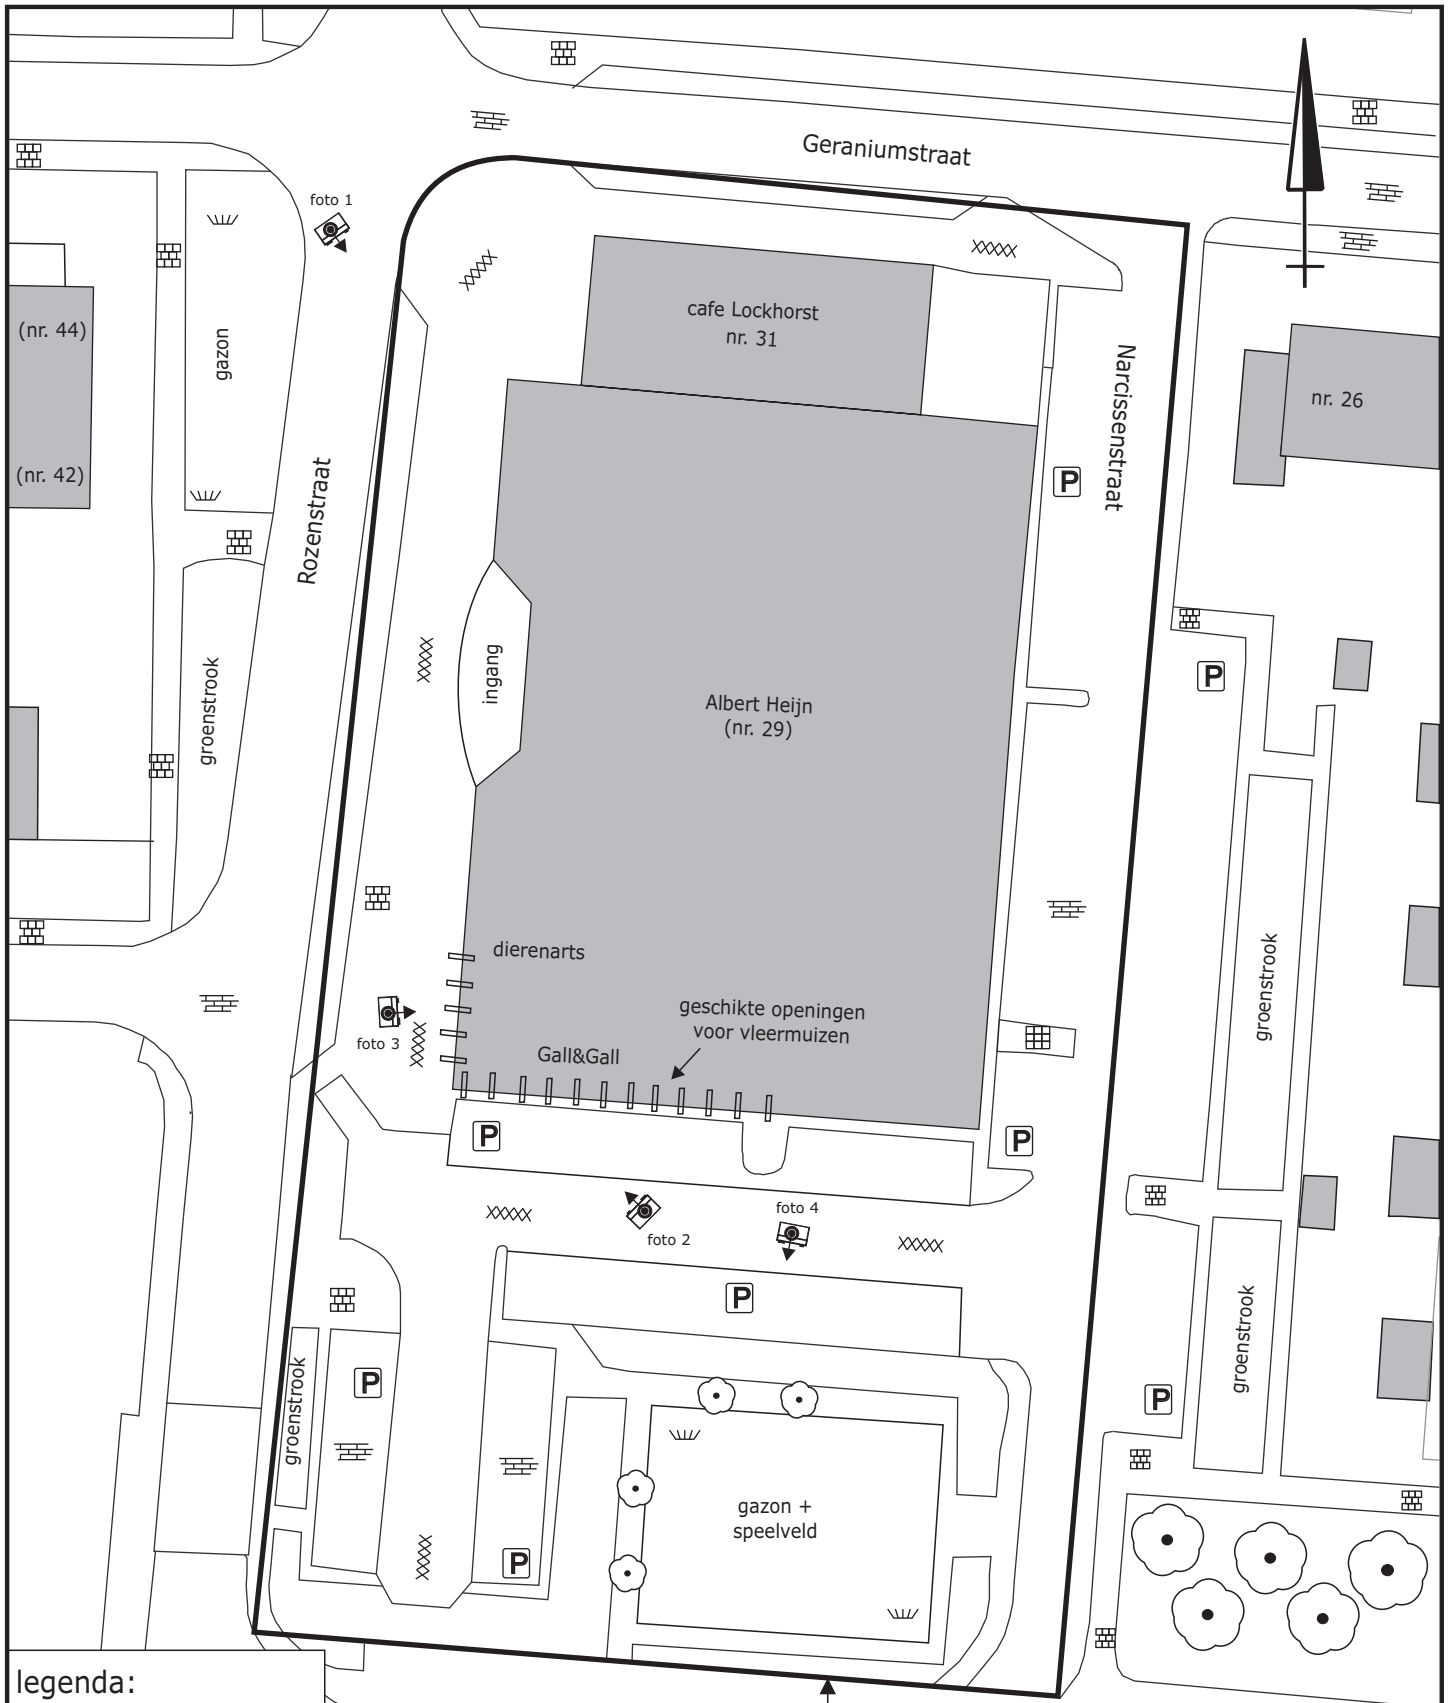 Geraniumstraat
foto 1
cafe Lockhorst
nr. 31
(nr. 44)
gazon
Narcissenstraat
nr. 26
(nr. 42)
P
Rozenstraat
ingang
groenstrook
P
Albert Heijn
(nr. 29)
dierenarts
geschikte openingen
voor vleermuizen
groenstrook
foto 3
Gall&Gall
P
P
foto 4
foto 2
P
groenstrook
groenstrook
P
P
gazon +
speelveld
P
legenda: